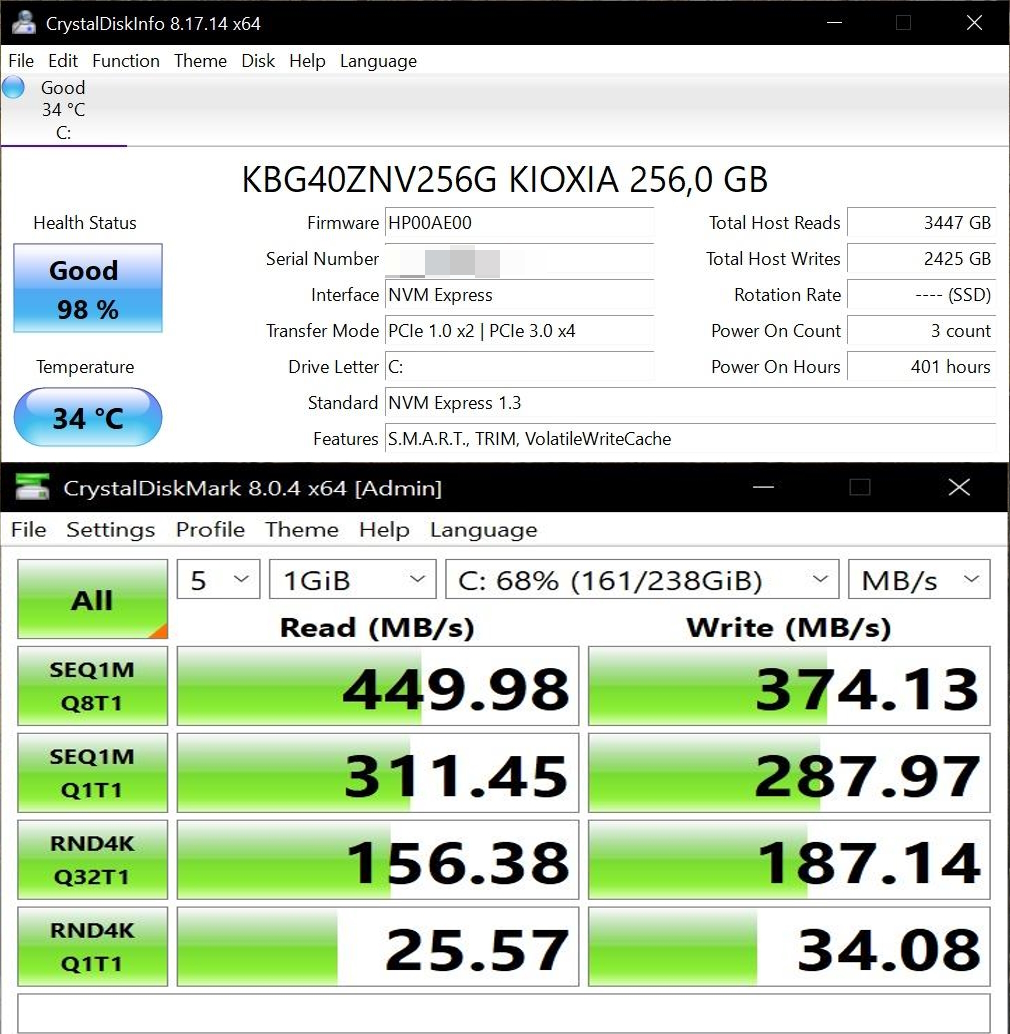 CrystalDiskInfo 8.17.14 x64
File Edit Function Theme Disk Help Language
Good
34 °C
C:
KBG40ZNV256G KIOXIA 256,0 GB
Health Status
Good
98 %
Temperature
34 °C
Firmware HP00AE00
Serial Number
Interface NVM Express
Transfer Mode PCIe 1.0 x2 | PCIe 3.0 x4
Drive Letter C:
Standard NVM Express 1.3
Features S.M.A.R.T., TRIM, VolatileWriteCache
Total Host Reads 3447 GB
Total Host Writes 2425 GB
Rotation Rate ---- (SSD)
Power On Count 3 count
Power On Hours 401 hours
CrystalDiskMark 8.0.4 x64 [Admin]
File Settings Profile Theme Help Language
All 5 1GiB C: 68% (161/238GiB) MB/s
Read (MB/s) Write (MB/s)
SEQ1M
Q8T1 449.98 374.13
SEQ1M
Q1T1 311.45 287.97
RND4K
Q32T1 156.38 187.14
RND4K
Q1T1 25.57 34.08